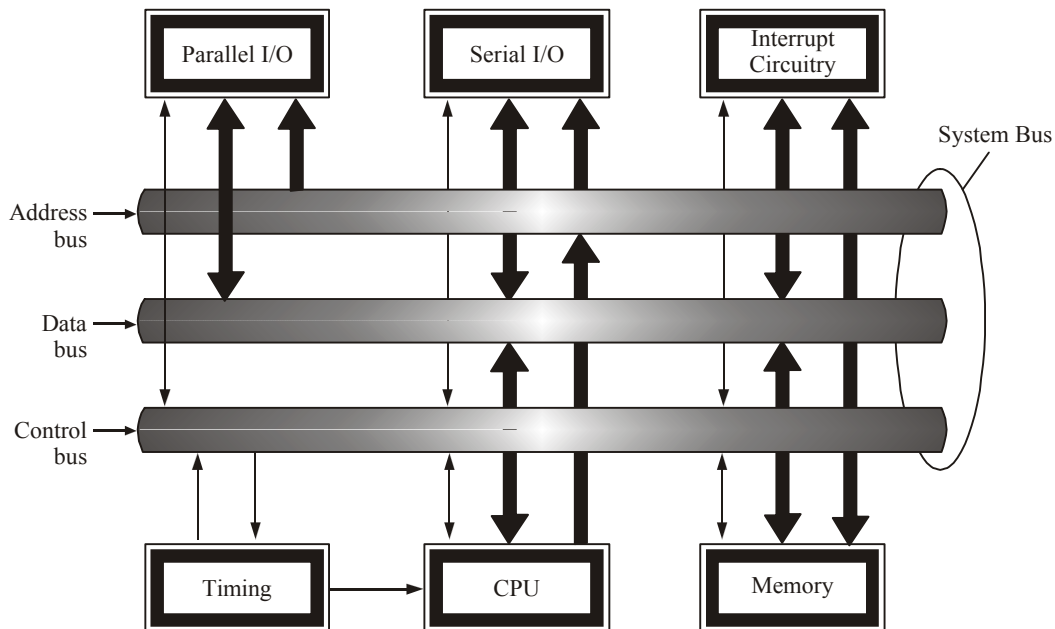 Parallel I/O
Serial I/O
Interrupt
Circuitry
System Bus
Address
bus
Data
bus
Control
bus
Timing
CPU
Memory